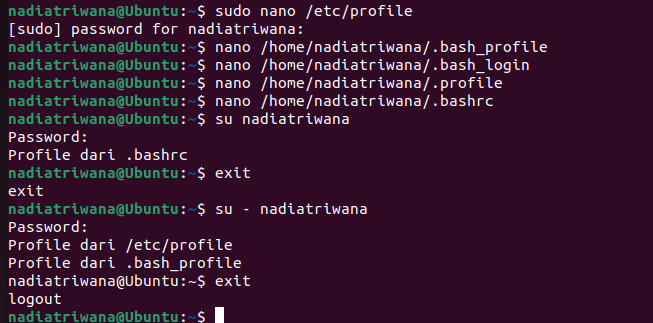 nadiatriwana@Ubuntu:~$ sudo nano /etc/profile
[sudo] password for nadiatriwana:
nadiatriwana@Ubuntu:~$ nano /home/nadiatriwana/.bash_profile
nadiatriwana@Ubuntu:~$ nano /home/nadiatriwana/.bash_login
nadiatriwana@Ubuntu:~$ nano /home/nadiatriwana/.profile
nadiatriwana@Ubuntu:~$ nano /home/nadiatriwana/.bashrc
nadiatriwana@Ubuntu:~$ su nadiatriwana
Password:
Profile dari .bashrc
nadiatriwana@Ubuntu:~$ exit
exit
nadiatriwana@Ubuntu:~$ su - nadiatriwana
Password:
Profile dari /etc/profile
Profile dari .bash_profile
nadiatriwana@Ubuntu:~$ exit
logout
nadiatriwana@Ubuntu:~$